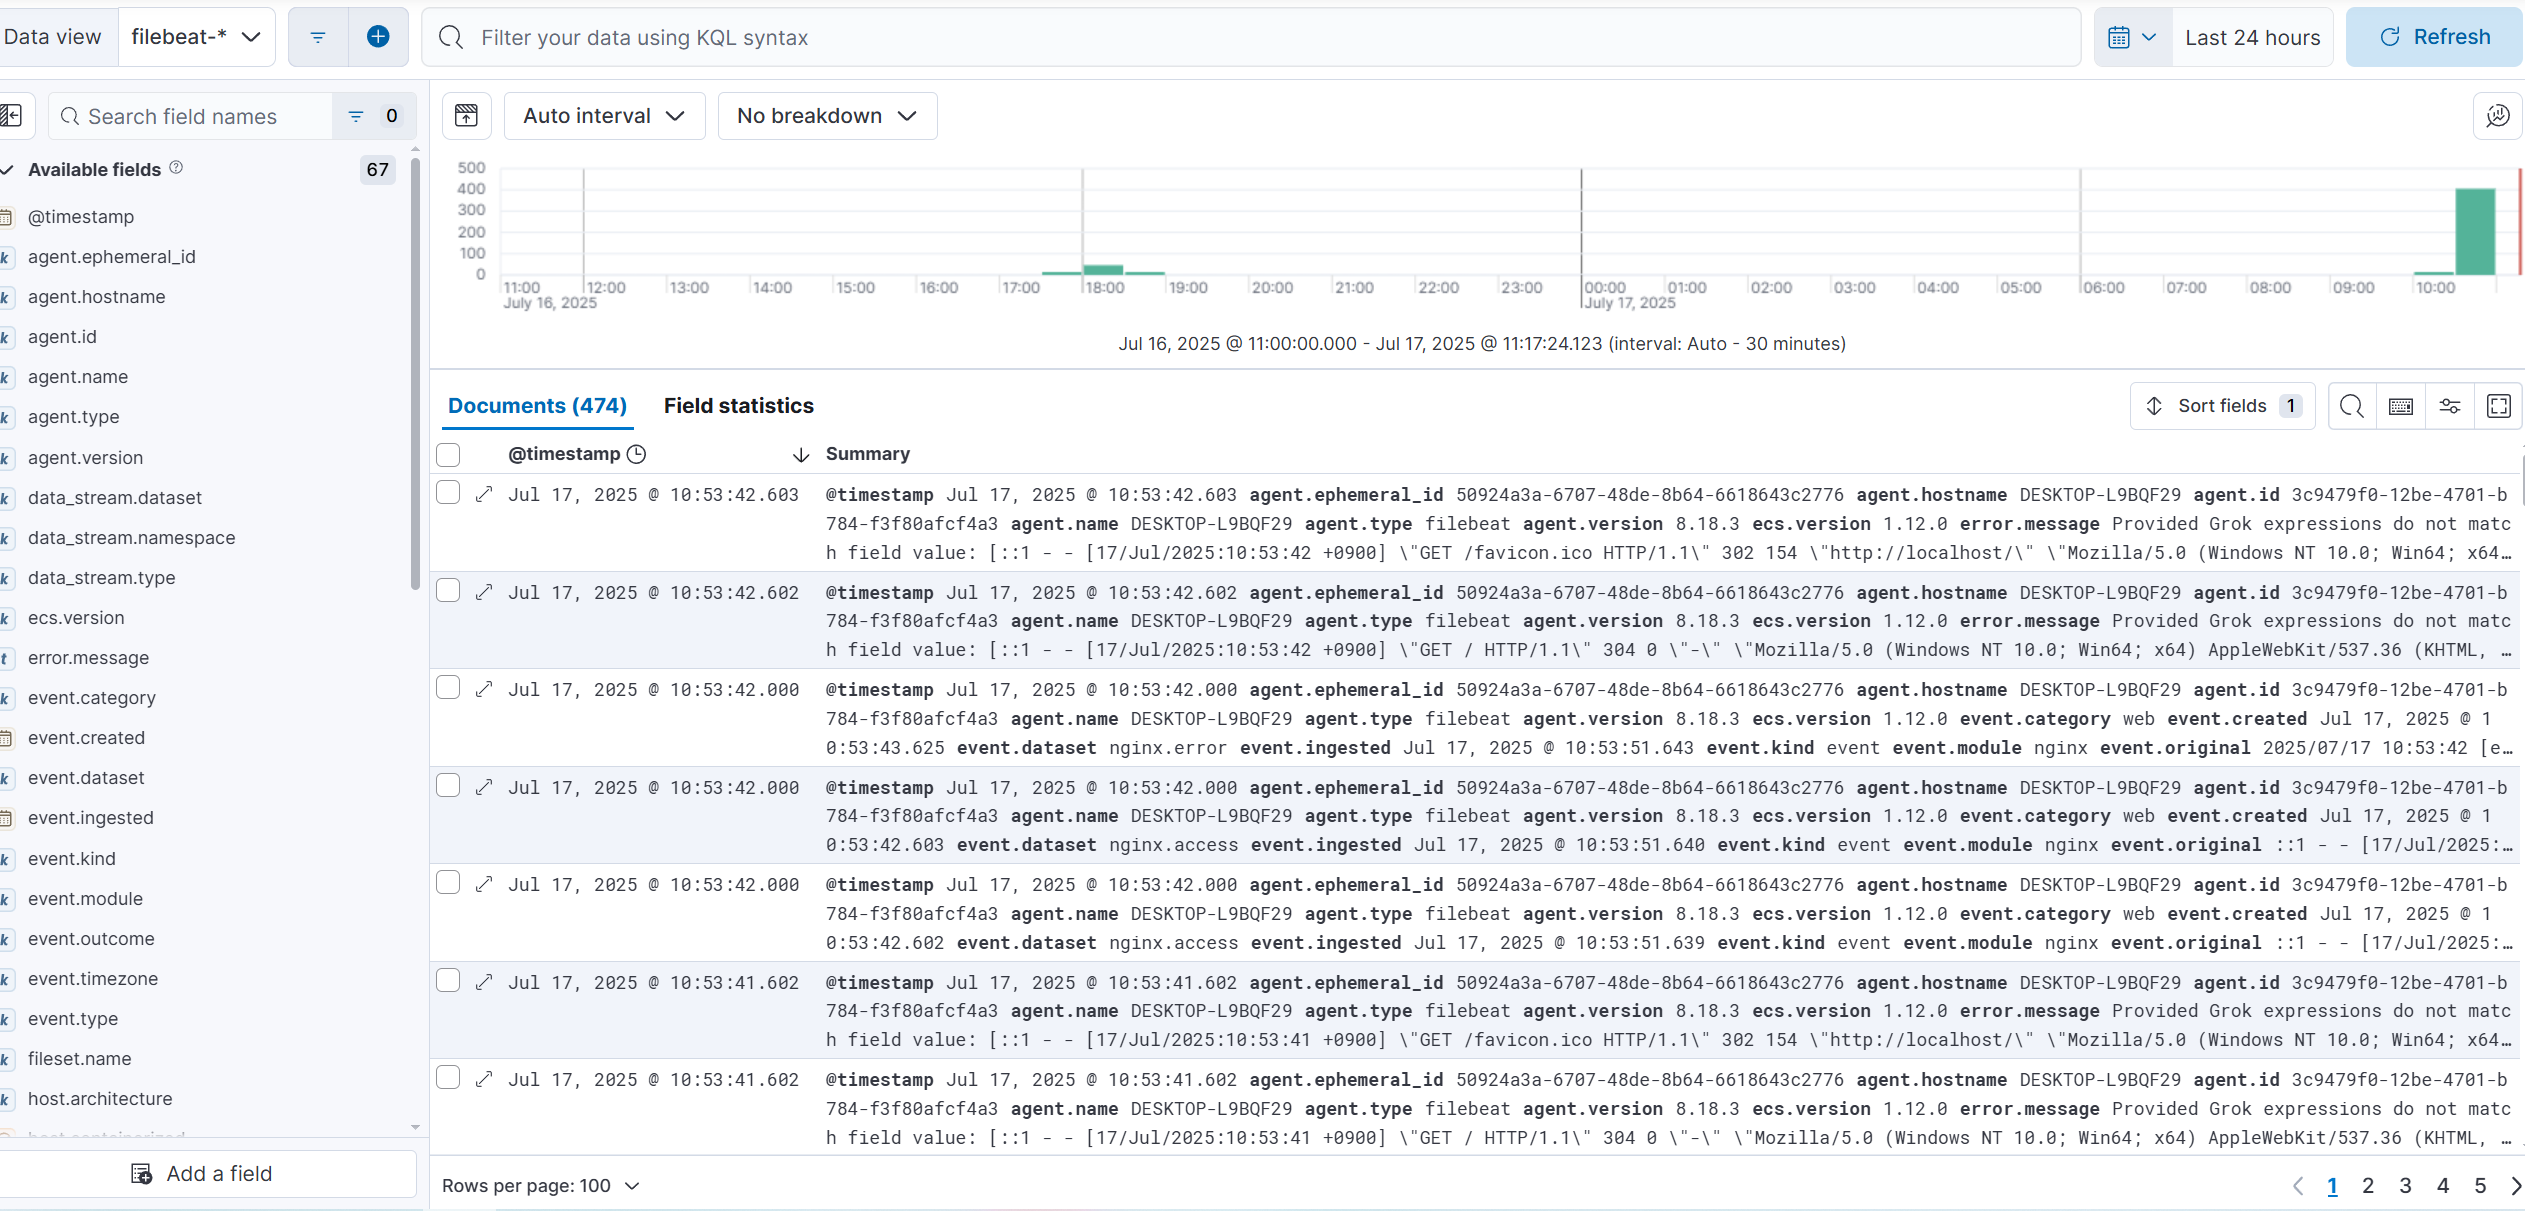 Data view
filebeat-*
Filter your data using KQL syntax
Last 24 hours
Refresh
Search field names
0
Auto interval
No breakdown
Available fields
67
@timestamp
agent.ephemeral_id
agent.hostname
agent.id
agent.name
agent.type
agent.version
data_stream.dataset
data_stream.namespace
data_stream.type
ecs.version
error.message
event.category
event.created
event.dataset
event.ingested
event.kind
event.module
event.outcome
event.timezone
event.type
fileset.name
host.architecture
host.containerized
Add a field
500
400
300
200
100
0
11:00 12:00 13:00 14:00 15:00 16:00 17:00 18:00 19:00 20:00 21:00 22:00 23:00 00:00 01:00 02:00 03:00 04:00 05:00 06:00 07:00 08:00 09:00 10:00
July 16, 2025 July 17, 2025
Jul 16, 2025 @ 11:00:00.000 - Jul 17, 2025 @ 11:17:24.123 (interval: Auto - 30 minutes)
Documents (474) Field statistics
Sort fields 1
@timestamp Summary
Jul 17, 2025 @ 10:53:42.603 @timestamp Jul 17, 2025 @ 10:53:42.603 agent.ephemeral_id 50924a3a-6707-48de-8b64-6618643c2776 agent.hostname DESKTOP-L9BQF29 agent.id 3c9479f0-12be-4701-b
784-f3f80afcf4a3 agent.name DESKTOP-L9BQF29 agent.type filebeat agent.version 8.18.3 ecs.version 1.12.0 error.message Provided Grok expressions do not matc
h field value: [::1 - - [17/Jul/2025:10:53:42 +0900] \"GET /favicon.ico HTTP/1.1\" 302 154 \"http://localhost/\" \"Mozilla/5.0 (Windows NT 10.0; Win64; x64…
Jul 17, 2025 @ 10:53:42.602 @timestamp Jul 17, 2025 @ 10:53:42.602 agent.ephemeral_id 50924a3a-6707-48de-8b64-6618643c2776 agent.hostname DESKTOP-L9BQF29 agent.id 3c9479f0-12be-4701-b
784-f3f80afcf4a3 agent.name DESKTOP-L9BQF29 agent.type filebeat agent.version 8.18.3 ecs.version 1.12.0 error.message Provided Grok expressions do not matc
h field value: [::1 - - [17/Jul/2025:10:53:42 +0900] \"GET / HTTP/1.1\" 304 0 \"-\" \"Mozilla/5.0 (Windows NT 10.0; Win64; x64) AppleWebKit/537.36 (KHTML, …
Jul 17, 2025 @ 10:53:42.000 @timestamp Jul 17, 2025 @ 10:53:42.000 agent.ephemeral_id 50924a3a-6707-48de-8b64-6618643c2776 agent.hostname DESKTOP-L9BQF29 agent.id 3c9479f0-12be-4701-b
784-f3f80afcf4a3 agent.name DESKTOP-L9BQF29 agent.type filebeat agent.version 8.18.3 ecs.version 1.12.0 event.category web event.created Jul 17, 2025 @ 1
0:53:43.625 event.dataset nginx.error event.ingested Jul 17, 2025 @ 10:53:51.643 event.kind event event.module nginx event.original 2025/07/17 10:53:42 [e…
Jul 17, 2025 @ 10:53:42.000 @timestamp Jul 17, 2025 @ 10:53:42.000 agent.ephemeral_id 50924a3a-6707-48de-8b64-6618643c2776 agent.hostname DESKTOP-L9BQF29 agent.id 3c9479f0-12be-4701-b
784-f3f80afcf4a3 agent.name DESKTOP-L9BQF29 agent.type filebeat agent.version 8.18.3 ecs.version 1.12.0 event.category web event.created Jul 17, 2025 @ 1
0:53:42.603 event.dataset nginx.access event.ingested Jul 17, 2025 @ 10:53:51.640 event.kind event event.module nginx event.original ::1 - - [17/Jul/2025:…
Jul 17, 2025 @ 10:53:42.000 @timestamp Jul 17, 2025 @ 10:53:42.000 agent.ephemeral_id 50924a3a-6707-48de-8b64-6618643c2776 agent.hostname DESKTOP-L9BQF29 agent.id 3c9479f0-12be-4701-b
784-f3f80afcf4a3 agent.name DESKTOP-L9BQF29 agent.type filebeat agent.version 8.18.3 ecs.version 1.12.0 event.category web event.created Jul 17, 2025 @ 1
0:53:42.602 event.dataset nginx.access event.ingested Jul 17, 2025 @ 10:53:51.639 event.kind event event.module nginx event.original ::1 - - [17/Jul/2025:…
Jul 17, 2025 @ 10:53:41.602 @timestamp Jul 17, 2025 @ 10:53:41.602 agent.ephemeral_id 50924a3a-6707-48de-8b64-6618643c2776 agent.hostname DESKTOP-L9BQF29 agent.id 3c9479f0-12be-4701-b
784-f3f80afcf4a3 agent.name DESKTOP-L9BQF29 agent.type filebeat agent.version 8.18.3 ecs.version 1.12.0 error.message Provided Grok expressions do not matc
h field value: [::1 - - [17/Jul/2025:10:53:41 +0900] \"GET /favicon.ico HTTP/1.1\" 302 154 \"http://localhost/\" \"Mozilla/5.0 (Windows NT 10.0; Win64; x64…
Jul 17, 2025 @ 10:53:41.602 @timestamp Jul 17, 2025 @ 10:53:41.602 agent.ephemeral_id 50924a3a-6707-48de-8b64-6618643c2776 agent.hostname DESKTOP-L9BQF29 agent.id 3c9479f0-12be-4701-b
784-f3f80afcf4a3 agent.name DESKTOP-L9BQF29 agent.type filebeat agent.version 8.18.3 ecs.version 1.12.0 error.message Provided Grok expressions do not matc
h field value: [::1 - - [17/Jul/2025:10:53:41 +0900] \"GET / HTTP/1.1\" 304 0 \"-\" \"Mozilla/5.0 (Windows NT 10.0; Win64; x64) AppleWebKit/537.36 (KHTML, …
Rows per page: 100
1 2 3 4 5